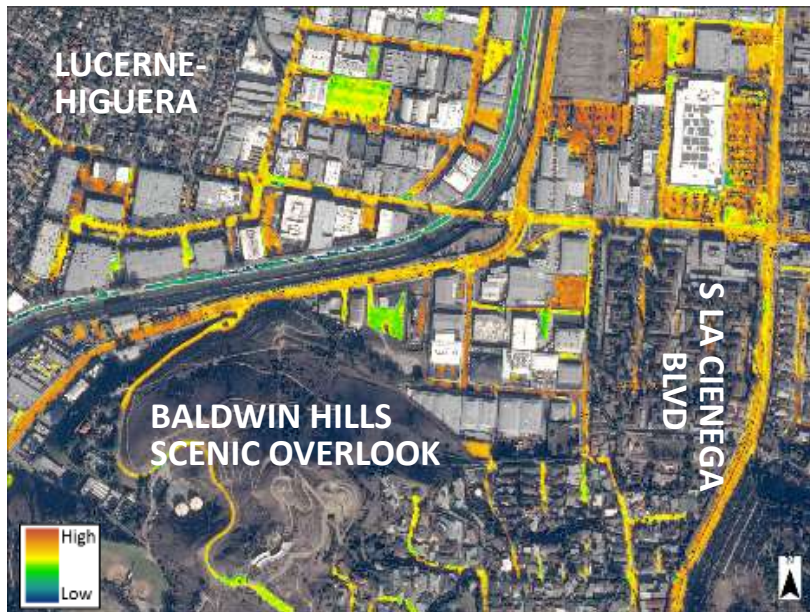 LUCERNE-
HIGUERA
S LA CIENEGA
BLVD
BALDWIN HILLS
SCENIC OVERLOOK
High
Low